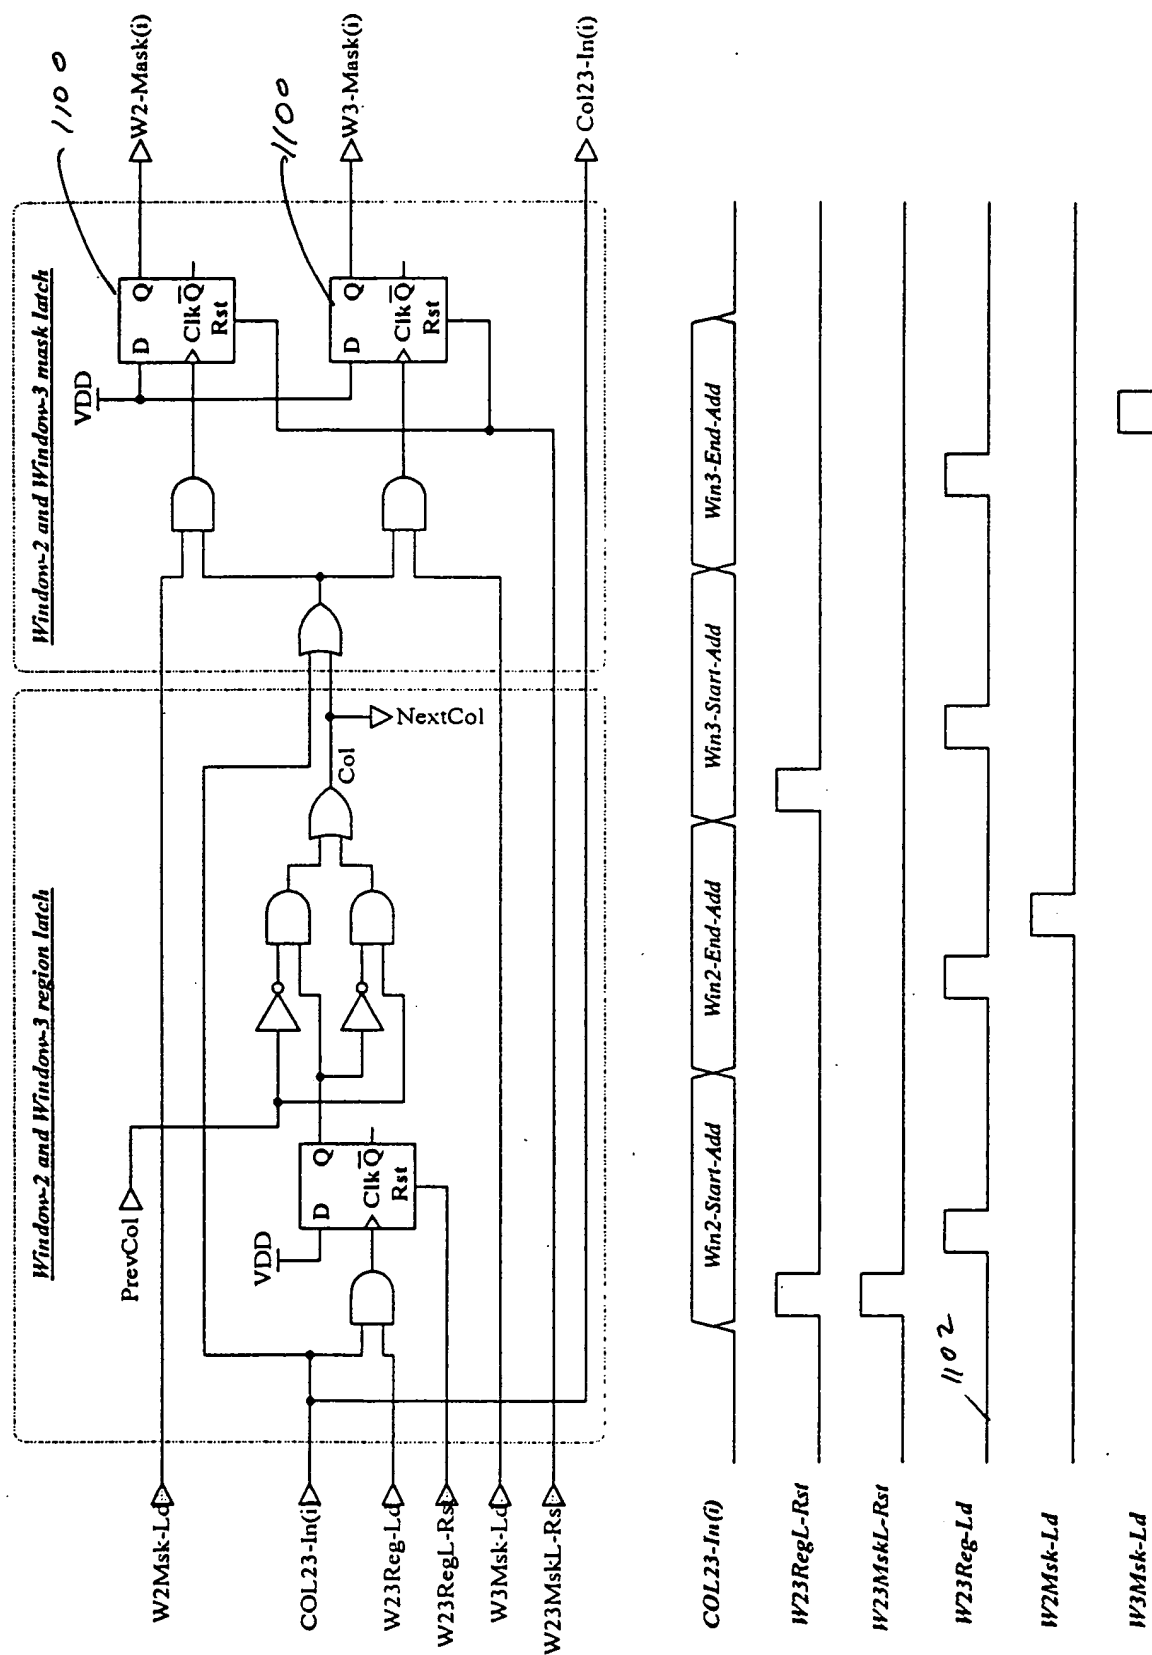 Window-2 and Window-3 region latch
Window-2 and Window-3 mask latch
1100
1100
W2Msk-Ld
PrevCol
COL23-In(i)
W23Reg-Ld
W23RegL-Rst
W3Msk-Ld
W23MskL-Rs
VDD
D
Q
Clk
Q̅
Rst
Col
NextCol
VDD
D
Q
Clk
Q̅
Rst
D
Q
Clk
Q̅
Rst
W2-Mask(i)
W3-Mask(i)
Col23-In(i)
COL23-In(i)
Win2-Start-Add
Win2-End-Add
Win3-Start-Add
Win3-End-Add
W23RegL-Rst
W23MskL-Rst
W23Reg-Ld
1102
W2Msk-Ld
W3Msk-Ld